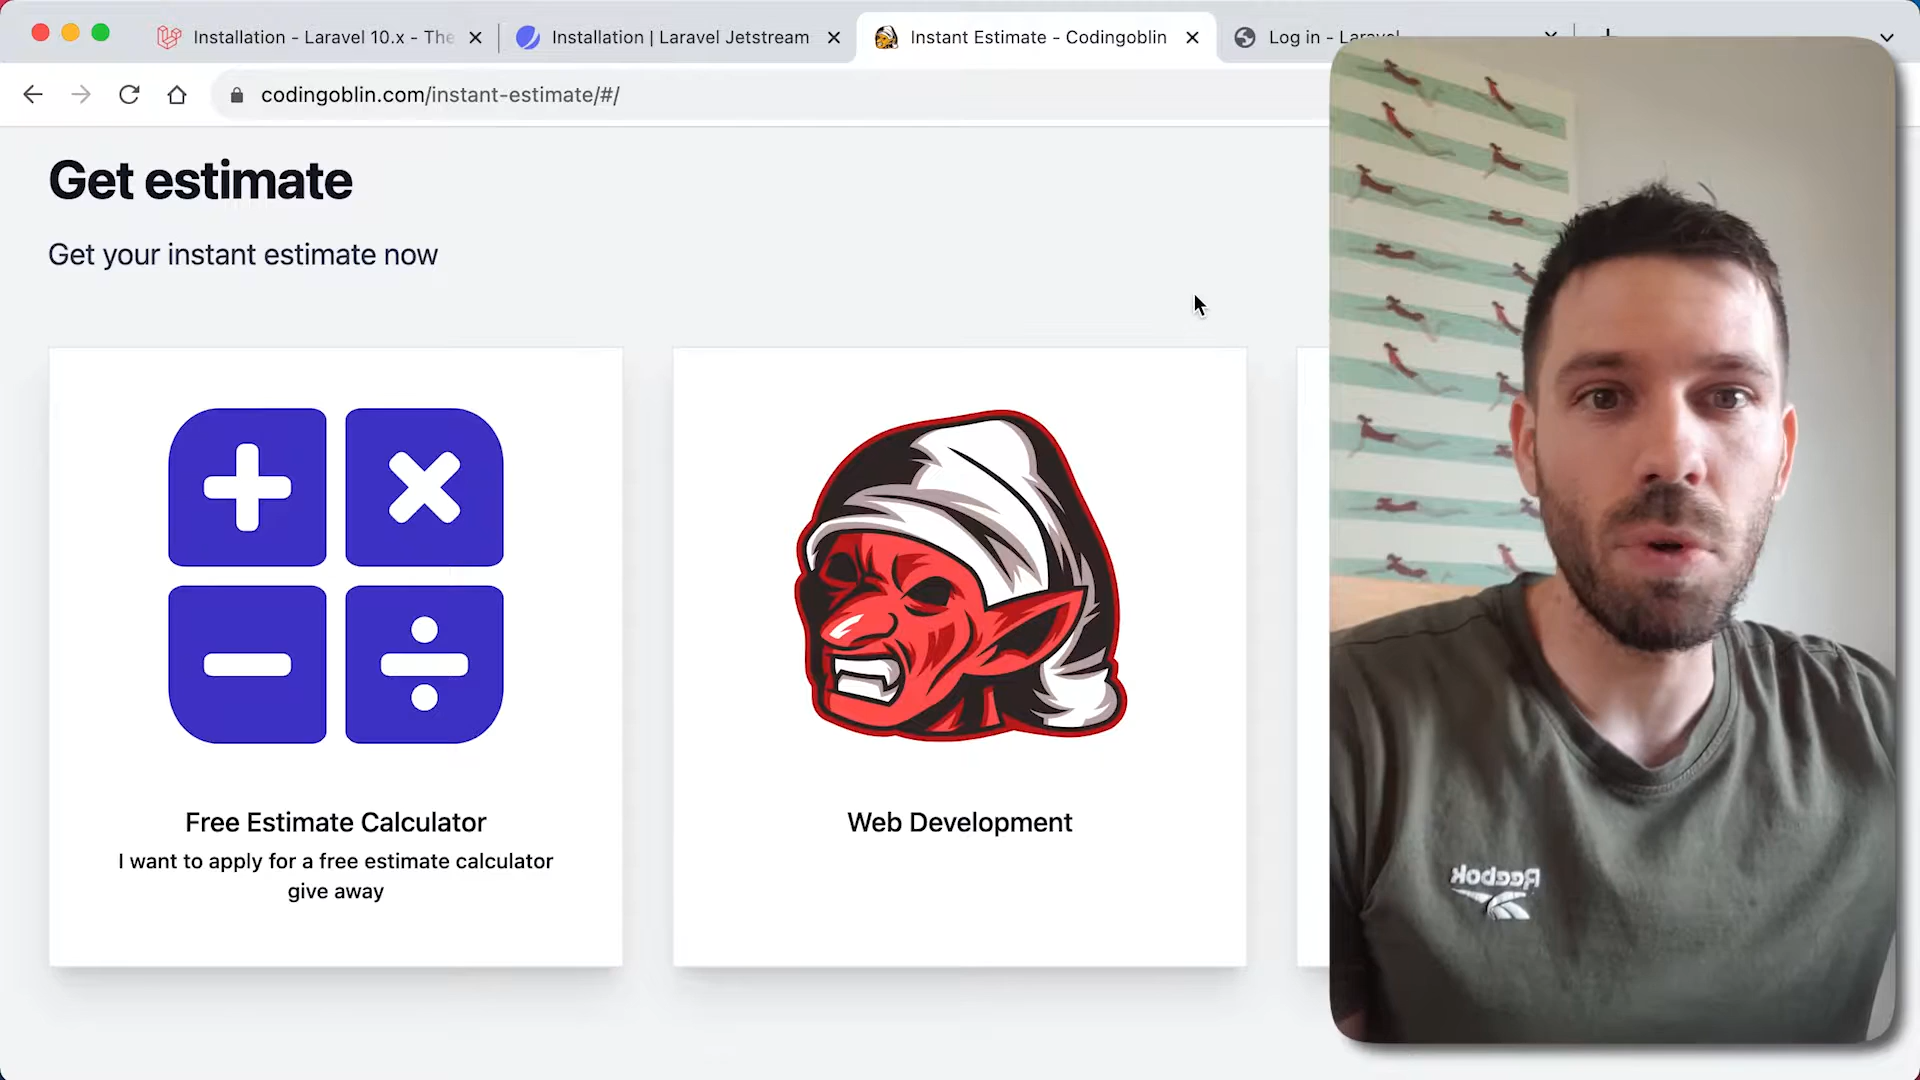 Installation - Laravel 10.x - The
Installation | Laravel Jetstream
Instant Estimate - Codingoblin
Log in - Laravel
codingoblin.com/instant-estimate/#/
Get estimate
Get your instant estimate now
Free Estimate Calculator
I want to apply for a free estimate calculator
give away
Web Development
Reebok